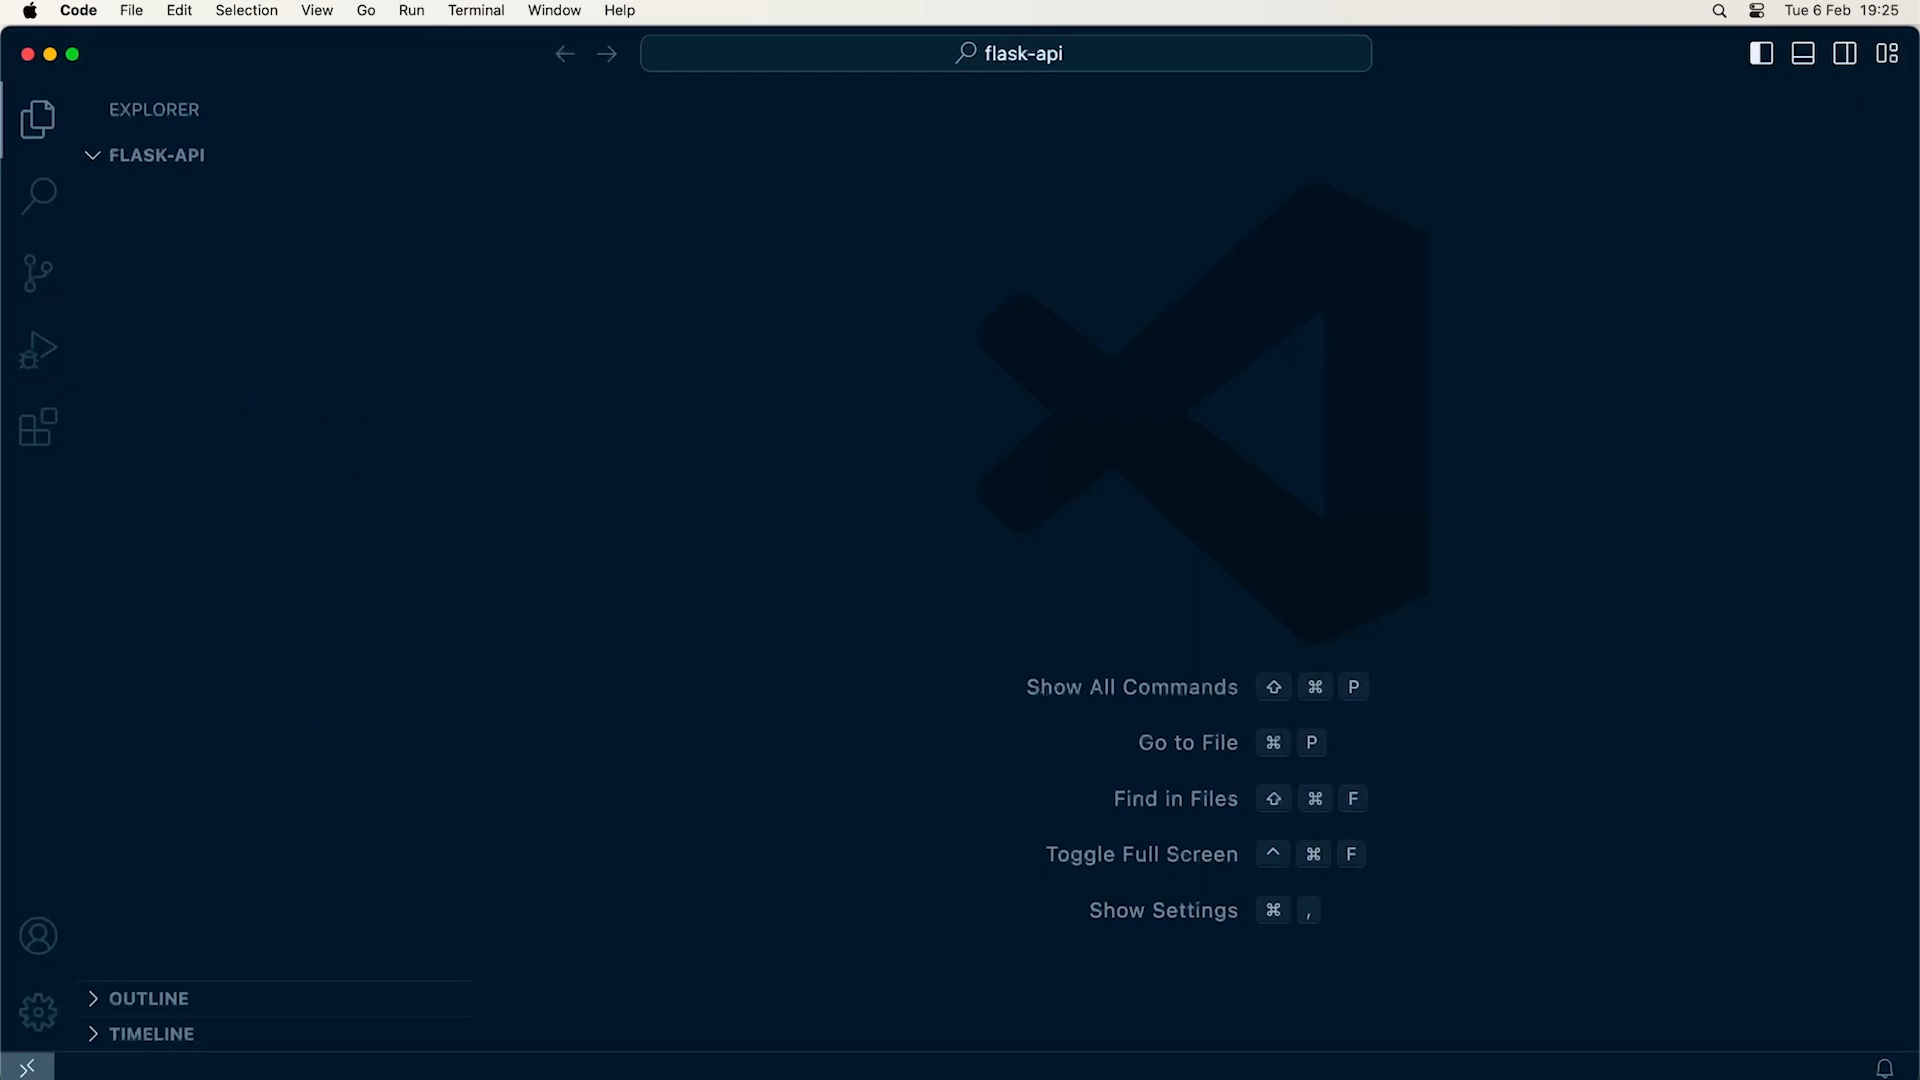 Code File Edit Selection View Go Run Terminal Window Help Tue 6 Feb 19:25
flask-api
EXPLORER
FLASK-API
Show All Commands ⇧ ⌘ P
Go to File ⌘ P
Find in Files ⇧ ⌘ F
Toggle Full Screen ^ ⌘ F
Show Settings ⌘ ,
OUTLINE
TIMELINE